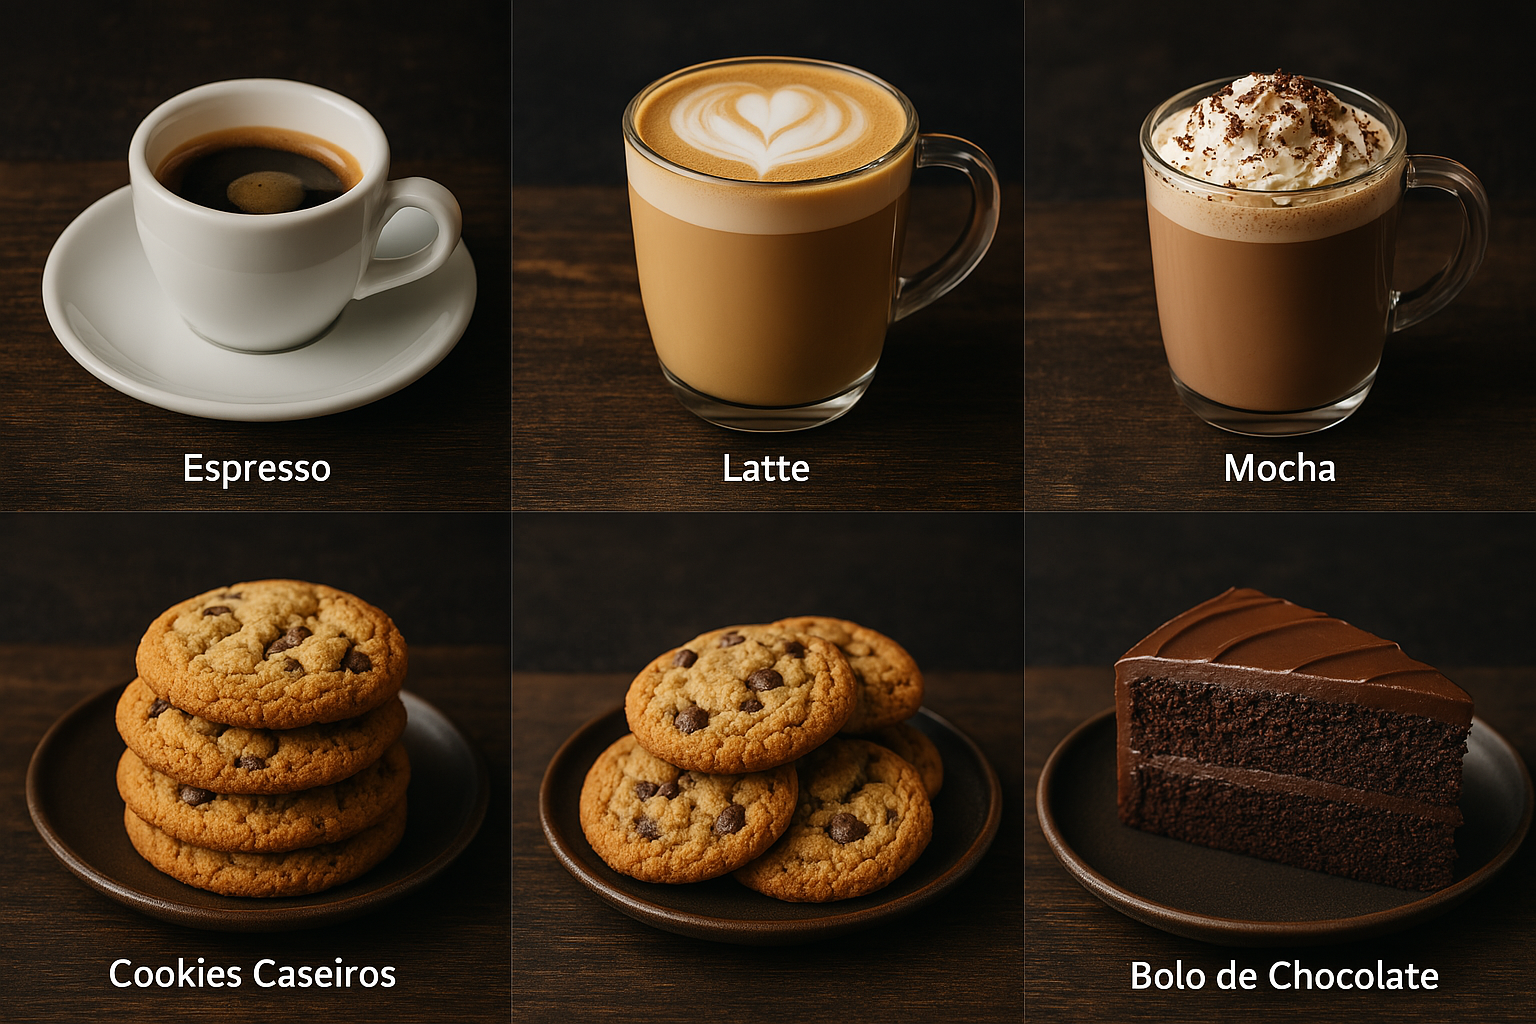 Espresso
Latte
Mocha
Cookies Caseiros
Bolo de Chocolate